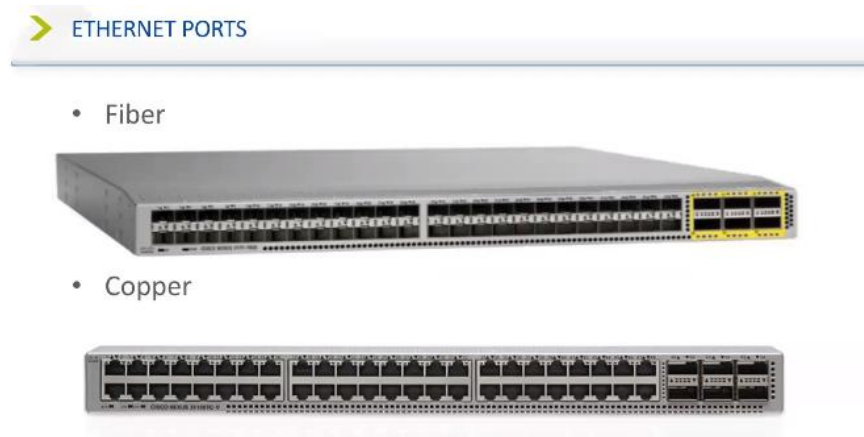 ETHERNET PORTS
• Fiber
• Copper